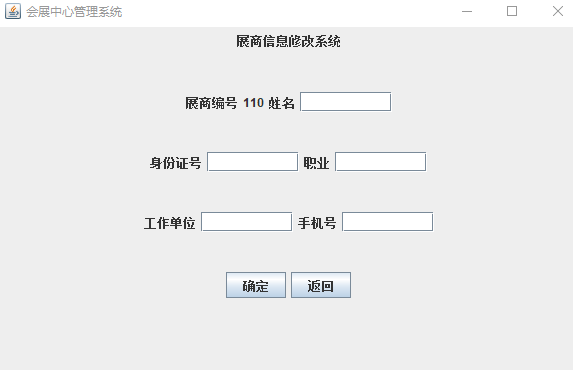 会展中心管理系统
展商信息修改系统
展商编号 110 姓名
身份证号 职业
工作单位 手机号
确定 返回